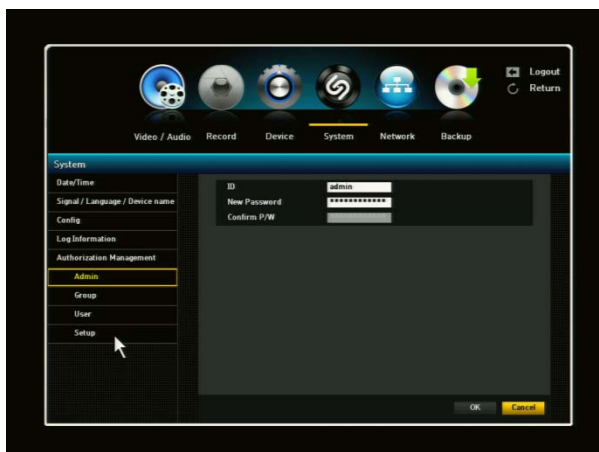 Logout
Return
Video / Audio Record Device System Network Backup
System
Date/Time
Signal / Language / Device name
Config
Log Information
Authorization Management
Admin
Group
User
Setup
ID admin
New Password ************
Confirm P/W
OK Cancel